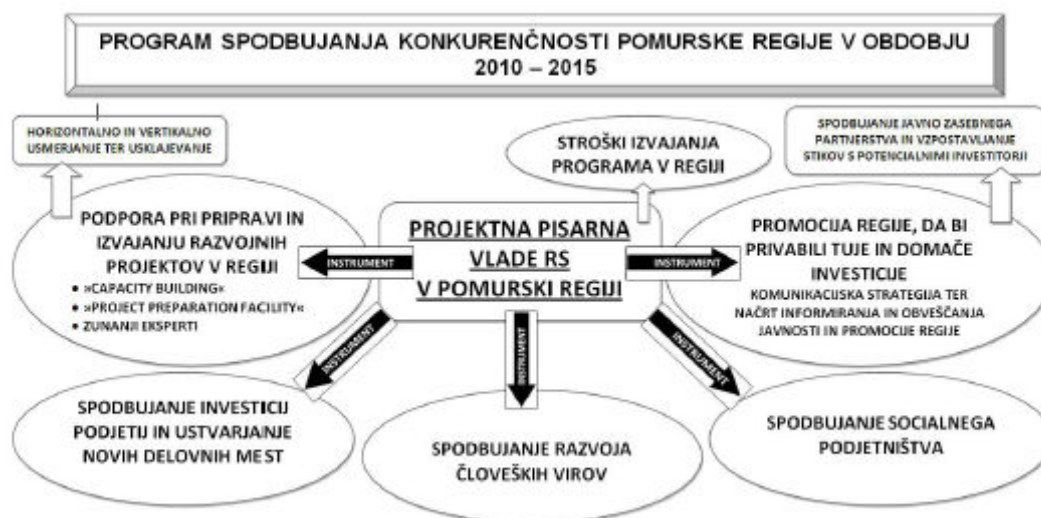 PROGRAM SPODBUJANJA KONKURENČNOSTI POMURSKE REGIJE V OBDOBJU
2010 – 2015
HORIZONTALNO IN VERTIKALNO
USMERJANJE TER USKLAJEVANJE
STROŠKI IZVAJANJA
PROGRAMA V REGIJI
SPODBUJANJE JAVNO ZASEBNEGA
PARTNERSTVA IN VZPOSTAVLJANJE
STIKOV S POTENCIALNIMI INVESTITORJI
PODPORA PRI PRIPRAVI IN
IZVAJANJU RAZVOJNIH
PROJEKTOV V REGIJI
• »CAPACITY BUILDING«
• »PROJECT PREPARATION FACILITY«
• ZUNANJI EKSPERTI
INSTRUMENT
PROJEKTNA PISARNA
VLADE RS
V POMURSKI REGIJI
INSTRUMENT
PROMOCIJA REGIJE, DA BI
PRIVABILI TUJE IN DOMAČE
INVESTICIJE
KOMUNIKACIJSKA STRATEGIJA TER
NAČRT INFORMIRANJA IN OBVEŠČANJA
JAVNOSTI IN PROMOCIJE REGIJE
INSTRUMENT
INSTRUMENT
INSTRUMENT
SPODBUJANJE INVESTICIJ
PODJETIJ IN USTVARJANJE
NOVIH DELOVNIH MEST
SPODBUJANJE RAZVOJA
ČLOVEŠKIH VIROV
SPODBUJANJE SOCIALNEGA
PODJETNIŠTVA